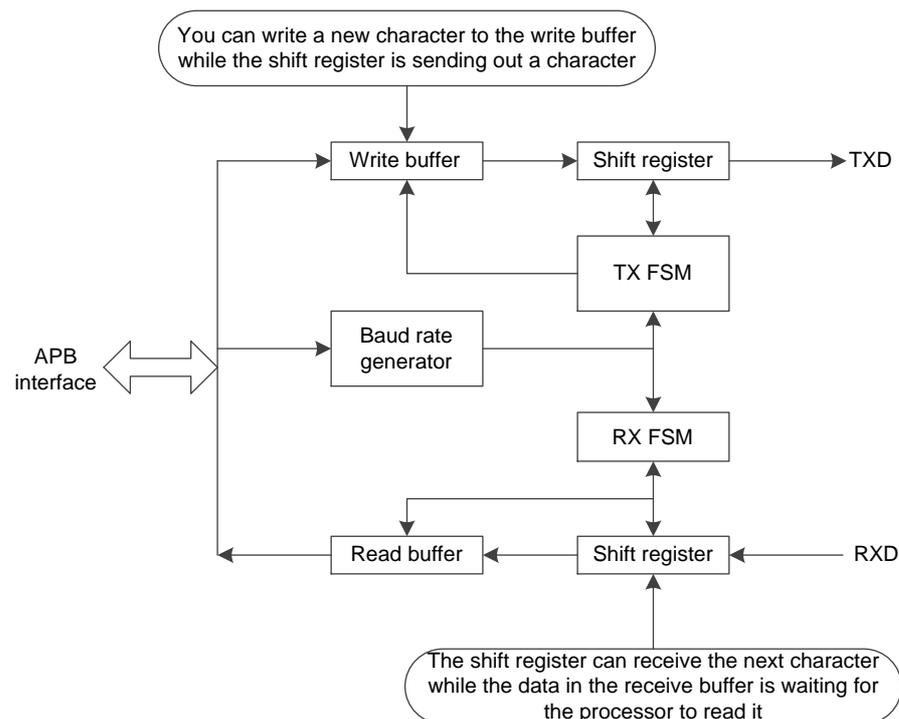 You can write a new character to the write buffer
while the shift register is sending out a character
Write buffer
Shift register
TXD
TX FSM
Baud rate
generator
APB
interface
RX FSM
Read buffer
Shift register
RXD
The shift register can receive the next character
while the data in the receive buffer is waiting for
the processor to read it